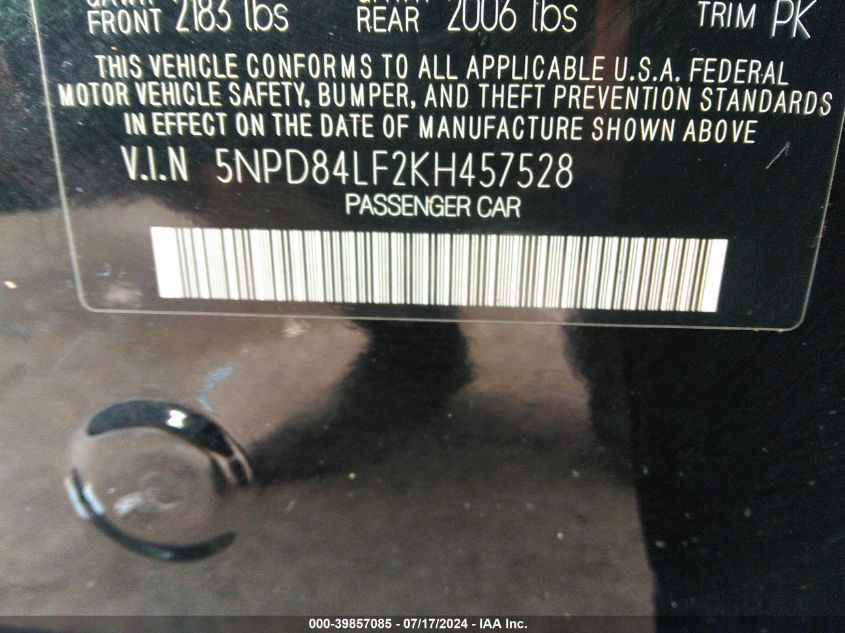 FRONT 2183 lbs REAR 2006 lbs TRIM PK
THIS VEHICLE CONFORMS TO ALL APPLICABLE U.S.A. FEDERAL
MOTOR VEHICLE SAFETY, BUMPER, AND THEFT PREVENTION STANDARDS
IN EFFECT ON THE DATE OF MANUFACTURE SHOWN ABOVE
V.I.N 5NPD84LF2KH457528
PASSENGER CAR
000-39857085 - 07/17/2024 - IAA Inc.